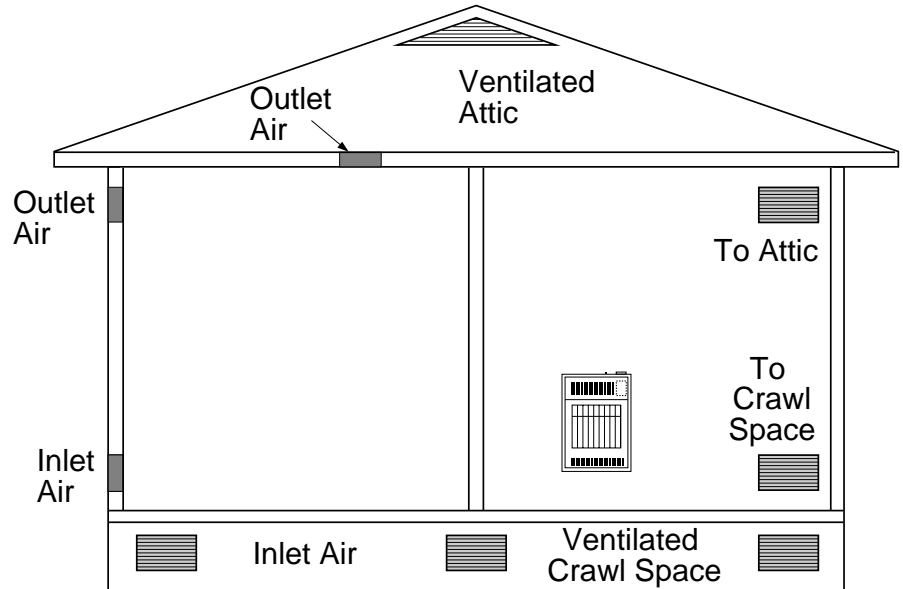 Ventilated
Attic
Outlet
Air
Outlet
Air
To Attic
To
Crawl
Space
Inlet
Air
Inlet Air
Ventilated
Crawl Space